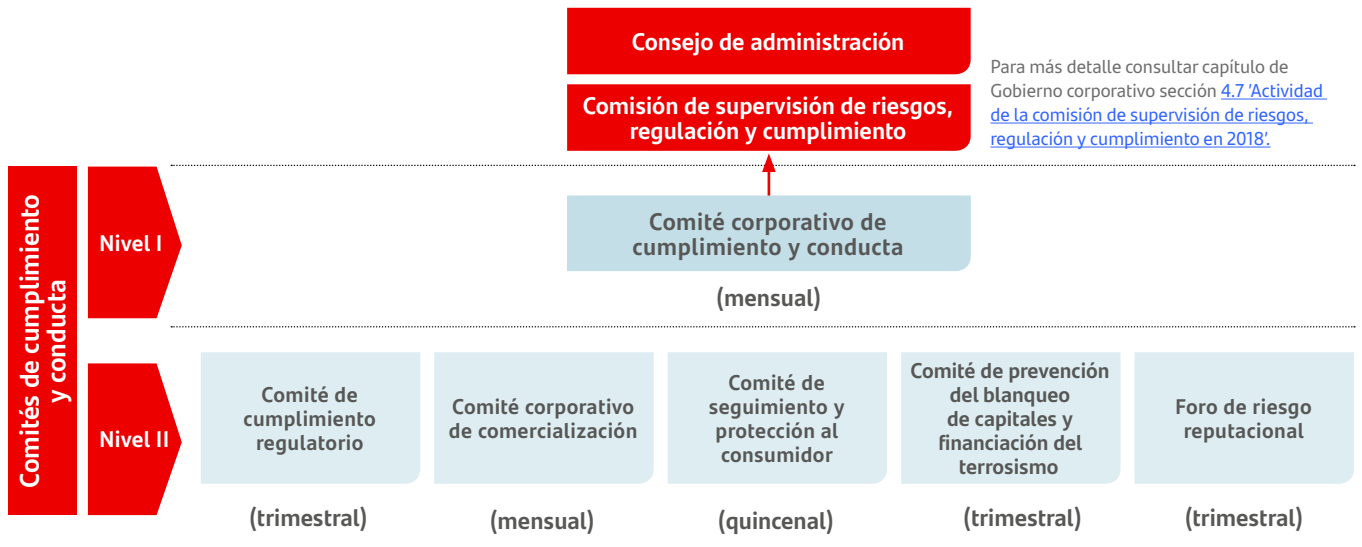 Consejo de administración
Comisión de supervisión de riesgos,
regulación y cumplimiento
Para más detalle consultar capítulo de
Gobierno corporativo sección 4.7 'Actividad
de la comisión de supervisión de riesgos,
regulación y cumplimiento en 2018'.
Comités de cumplimiento
y conducta
Nivel I
Comité corporativo de
cumplimiento y conducta
(mensual)
Nivel II
Comité de
cumplimiento
regulatorio
(trimestral)
Comité corporativo
de comercialización
(mensual)
Comité de
seguimiento y
protección al
consumidor
(quincenal)
Comité de prevención
del blanqueo
de capitales y
financiación del
terrosismo
(trimestral)
Foro de riesgo
reputacional
(trimestral)